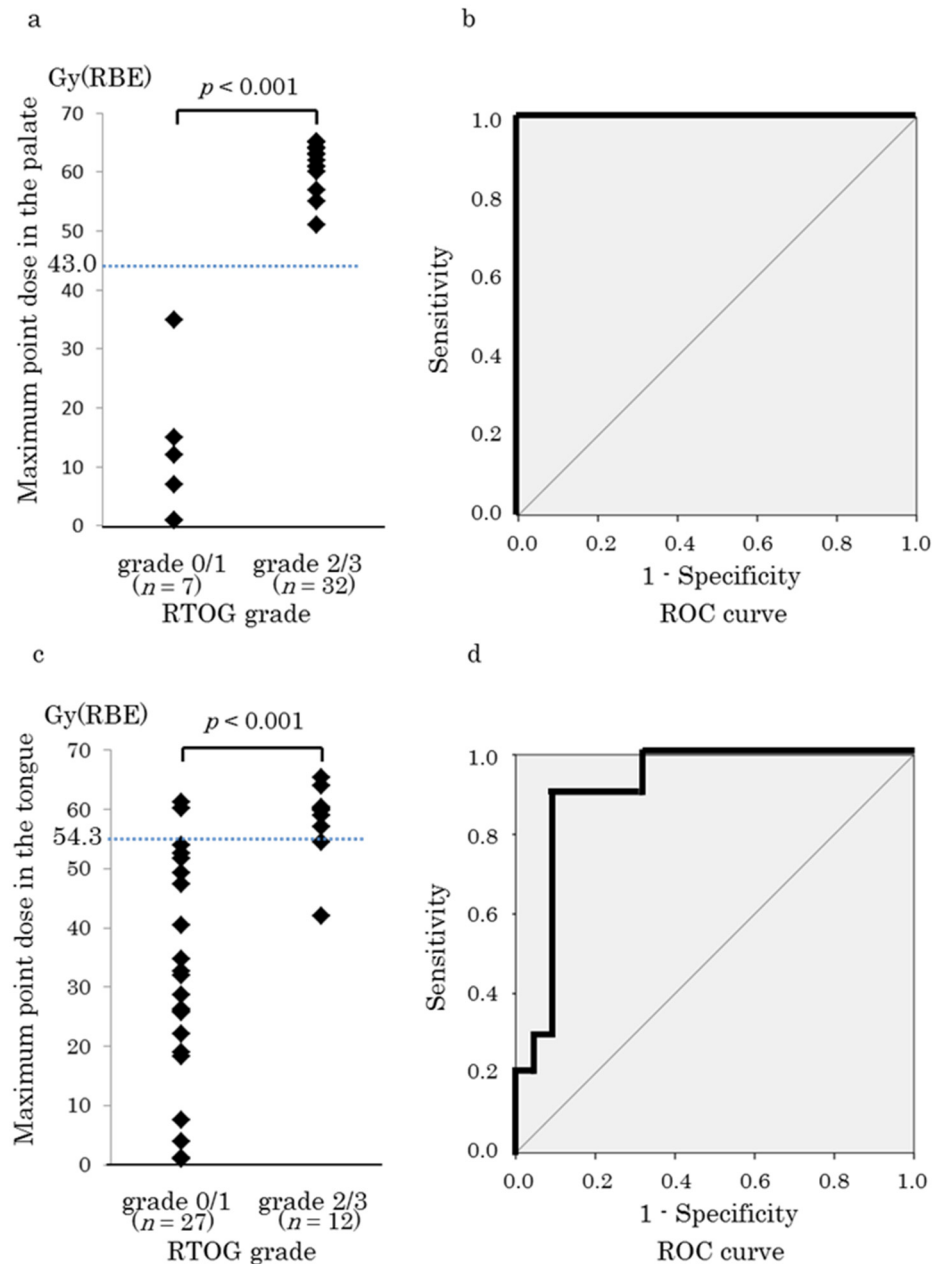 a
Gy(RBE)
p < 0.001
Maximum point dose in the palate
70
60
50
43.0
40
30
20
10
0
grade 0/1 grade 2/3
(n = 7) (n = 32)
RTOG grade
b
Sensitivity
1.0
0.8
0.6
0.4
0.2
0.0
0.0 0.2 0.4 0.6 0.8 1.0
1 - Specificity
ROC curve
c
Gy(RBE)
p < 0.001
Maximum point dose in the tongue
70
60
54.3
50
40
30
20
10
0
grade 0/1 grade 2/3
(n = 27) (n = 12)
RTOG grade
d
Sensitivity
1.0
0.8
0.6
0.4
0.2
0.0
0.0 0.2 0.4 0.6 0.8 1.0
1 - Specificity
ROC curve